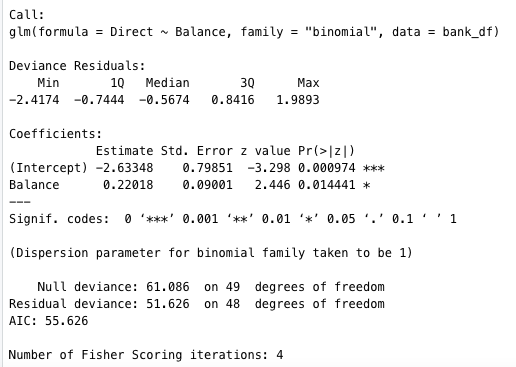 Call:
glm(formula = Direct ~ Balance, family = "binomial", data = bank_df)
Deviance Residuals:
    Min       1Q   Median       3Q      Max
-2.4174  -0.7444  -0.5674   0.8416   1.9893
Coefficients:
            Estimate Std. Error z value Pr(>|z|)
(Intercept) -2.63348    0.79851  -3.298 0.000974 ***
Balance      0.22018    0.09001   2.446 0.014441 *
---
Signif. codes:  0 ‘***’ 0.001 ‘**’ 0.01 ‘*’ 0.05 ‘.’ 0.1 ‘ ’ 1
(Dispersion parameter for binomial family taken to be 1)
    Null deviance: 61.086  on 49  degrees of freedom
Residual deviance: 51.626  on 48  degrees of freedom
AIC: 55.626
Number of Fisher Scoring iterations: 4